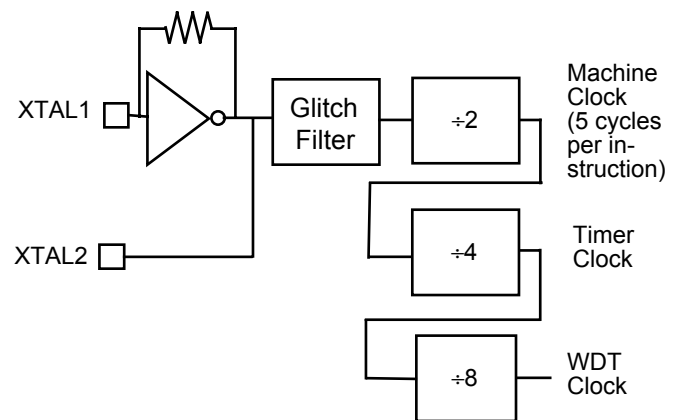 XTAL1
XTAL2
Glitch
Filter
÷2
Machine
Clock
(5 cycles
per in-
struction)
÷4
Timer
Clock
÷8
WDT
Clock